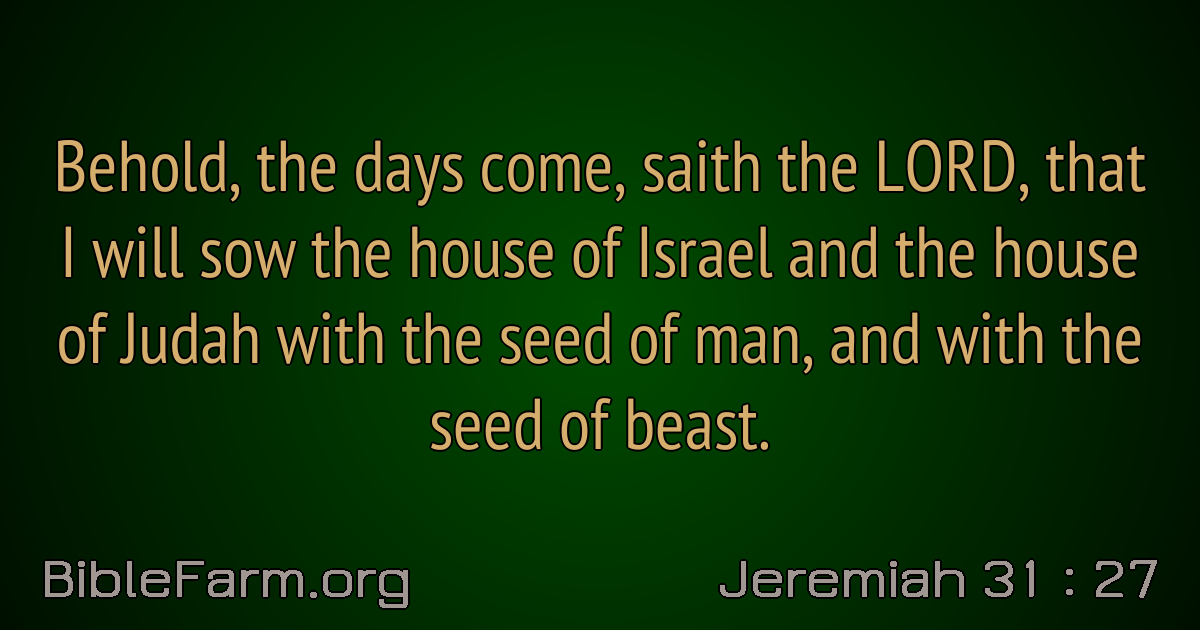 Behold, the days come, saith the LORD, that
I will sow the house of Israel and the house
of Judah with the seed of man, and with the
seed of beast.
BibleFarm.org
Jeremiah 31 : 27